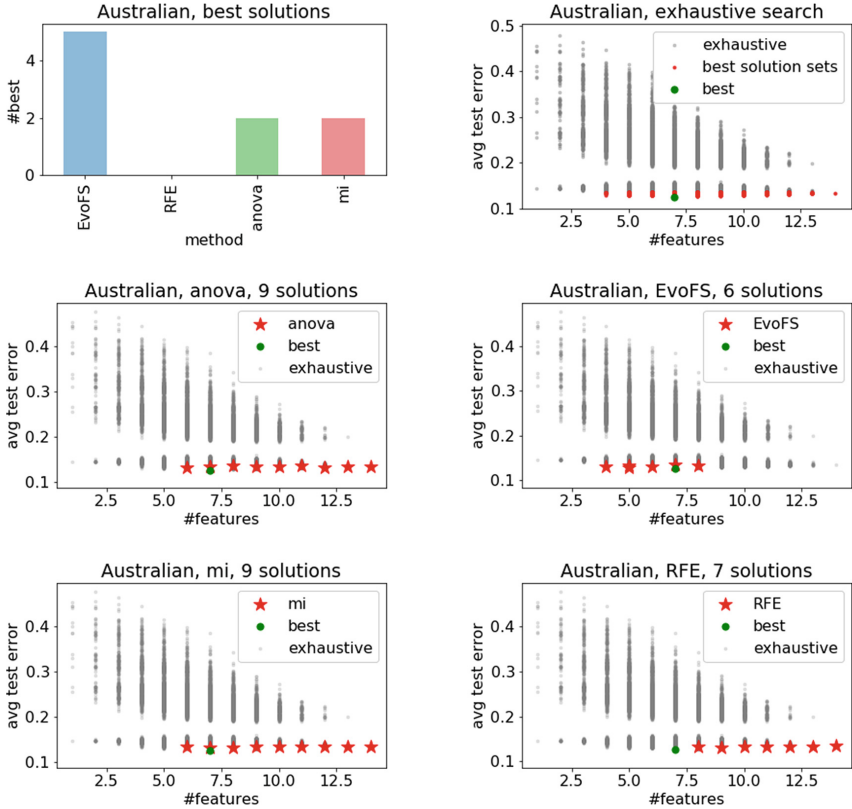 Australian, best solutions
#best
4
2
0
EvoFS
RFE
anova
mi
method
Australian, exhaustive search
avg test error
0.5
0.4
0.3
0.2
0.1
exhaustive
best solution sets
best
2.5 5.0 7.5 10.0 12.5
#features
Australian, anova, 9 solutions
avg test error
0.4
0.3
0.2
0.1
anova
best
exhaustive
2.5 5.0 7.5 10.0 12.5
#features
Australian, EvoFS, 6 solutions
avg test error
0.4
0.3
0.2
0.1
EvoFS
best
exhaustive
2.5 5.0 7.5 10.0 12.5
#features
Australian, mi, 9 solutions
avg test error
0.4
0.3
0.2
0.1
mi
best
exhaustive
2.5 5.0 7.5 10.0 12.5
#features
Australian, RFE, 7 solutions
avg test error
0.4
0.3
0.2
0.1
RFE
best
exhaustive
2.5 5.0 7.5 10.0 12.5
#features